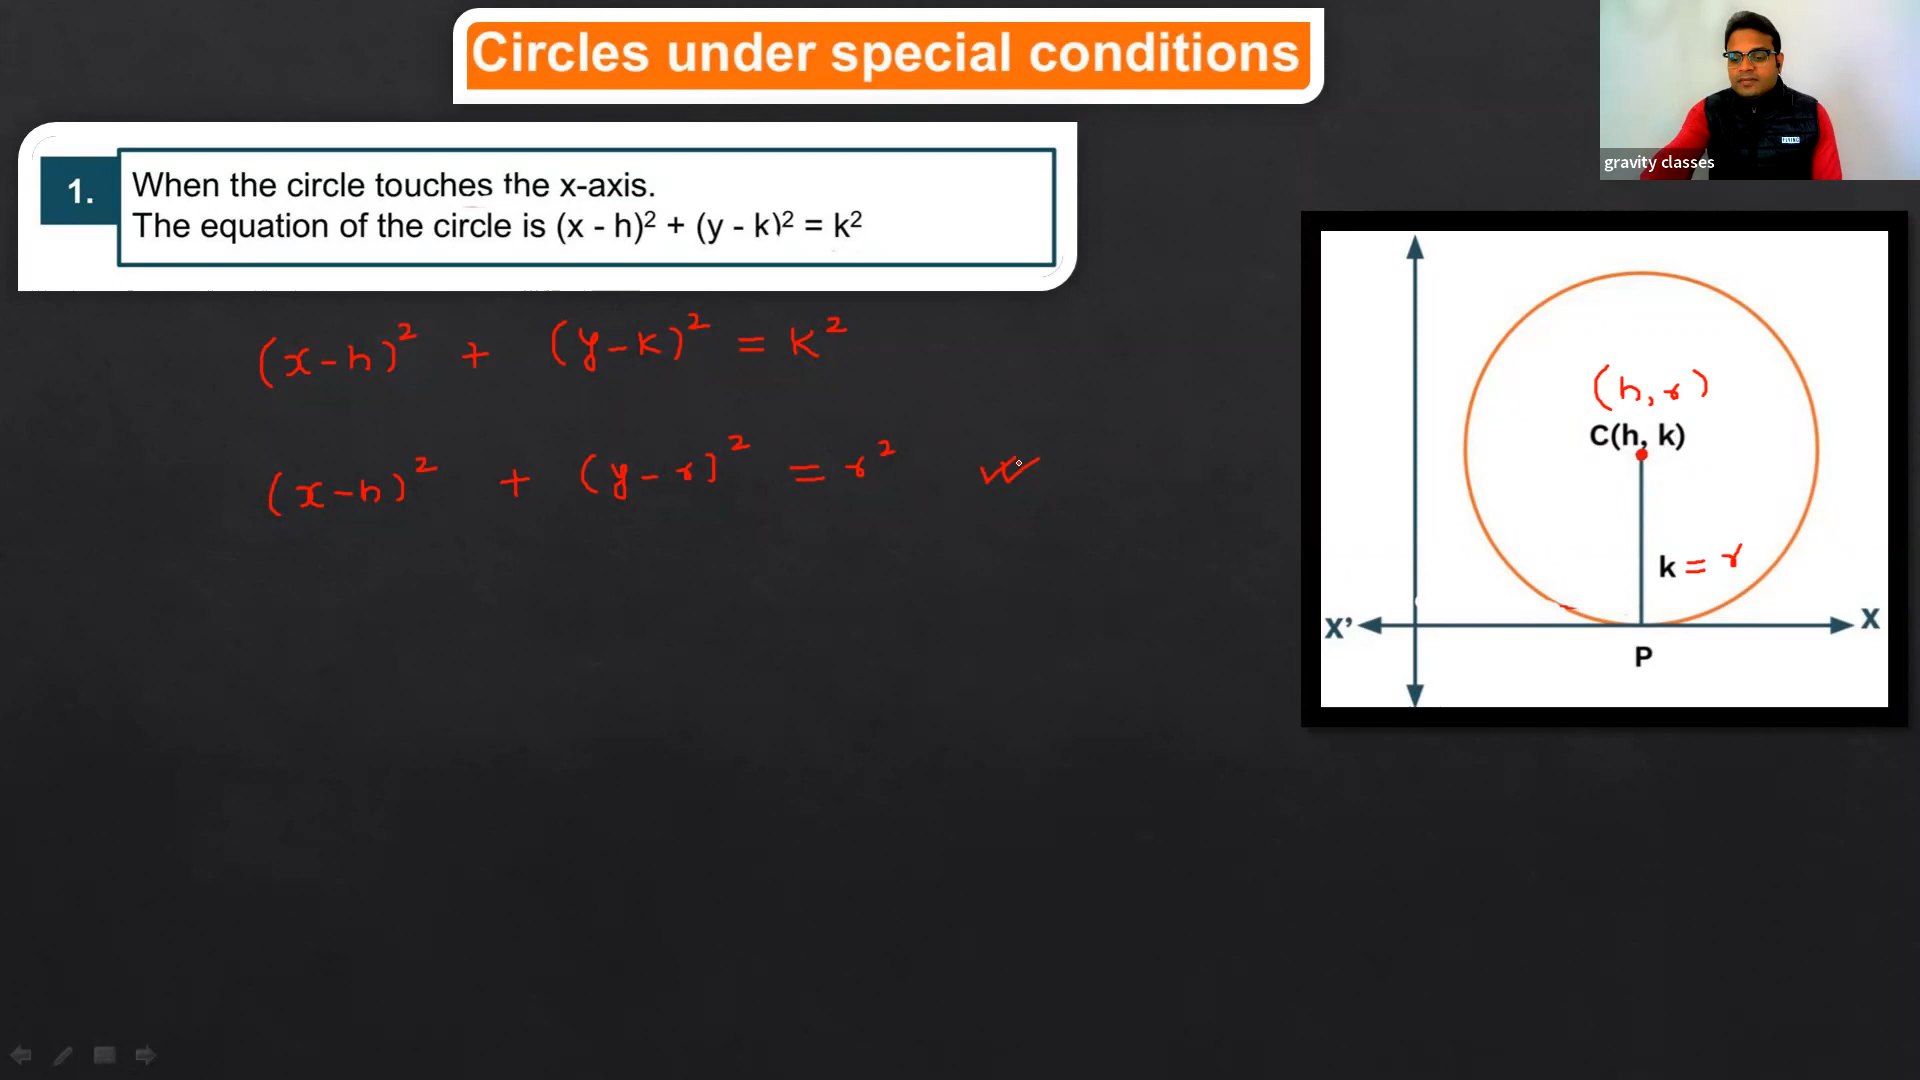 Circles under special conditions
gravity classes
1.
When the circle touches the x-axis.
The equation of the circle is (x - h)² + (y - k)² = k²
(x-h)² + (y-k)² = k²
(x-h)² + (y-r)² = r²
(h, r)
C(h, k)
k = r
X’
X
P